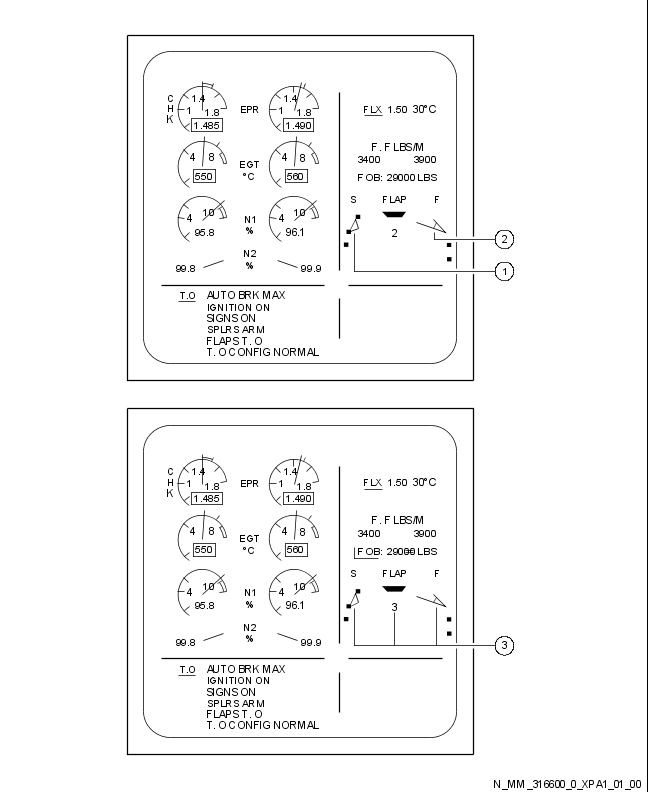 C
H
K
1.4
1
1.8
1.485
EPR
1.4
1
1.8
1.490
FLX 1.50 30°C
F.F LBS/M
3400 3900
4 8
550
EGT
°C
4 8
560
FOB: 29000 LBS
S FLAP F
2
4 10
95.8
N1
%
4 10
96.1
2
1
99.8
N2
%
99.9
T.O AUTO BRK MAX
IGNITION ON
SIGNS ON
SPLRS ARM
FLAPS T.O
T.O CONFIG NORMAL
C
H
K
1.4
1
1.8
1.485
EPR
1.4
1
1.8
1.490
FLX 1.50 30°C
F.F LBS/M
3400 3900
4 8
550
EGT
°C
4 8
560
FOB: 29000 LBS
S FLAP F
3
4 10
95.8
N1
%
4 10
96.1
3
99.8
N2
%
99.9
T.O AUTO BRK MAX
IGNITION ON
SIGNS ON
SPLRS ARM
FLAPS T.O
T.O CONFIG NORMAL
N_MM_316600_0_XPA1_01_00